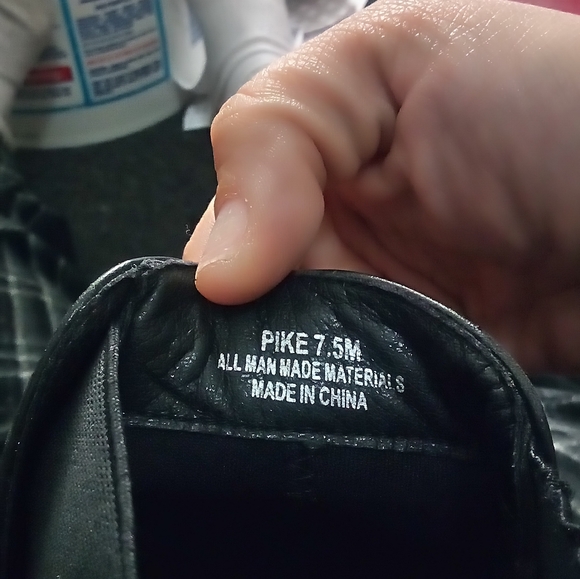 PIKE 7.5M
ALL MAN MADE MATERIALS
MADE IN CHINA